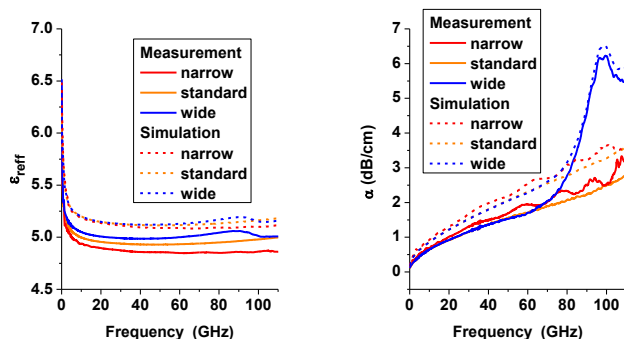 7.0
6.5
6.0
5.5
5.0
4.5
0 20 40 60 80 100
Frequency (GHz)
εreff
Measurement
narrow
standard
wide
Simulation
narrow
standard
wide
7
6
5
4
3
2
1
0
0 20 40 60 80 100
Frequency (GHz)
α (dB/cm)
Measurement
narrow
standard
wide
Simulation
narrow
standard
wide